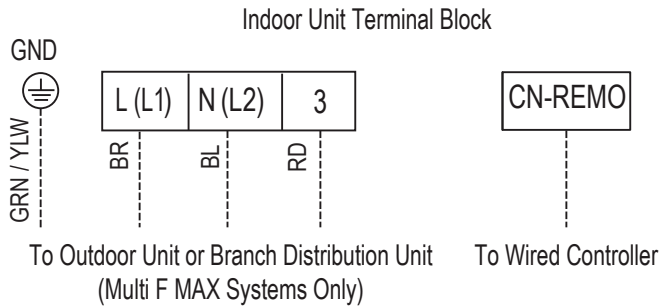 Indoor Unit Terminal Block
GND
L (L1) N (L2) 3
CN-REMO
GRN / YLW
BR
BL
RD
To Outdoor Unit or Branch Distribution Unit
(Multi F MAX Systems Only)
To Wired Controller